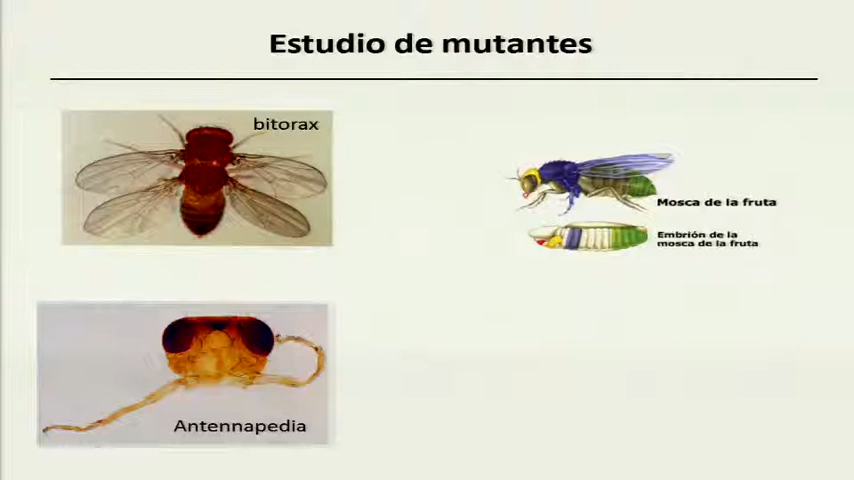 Estudio de mutantes
bitorax
Mosca de la fruta
Embrión de la
mosca de la fruta
Antennapedia